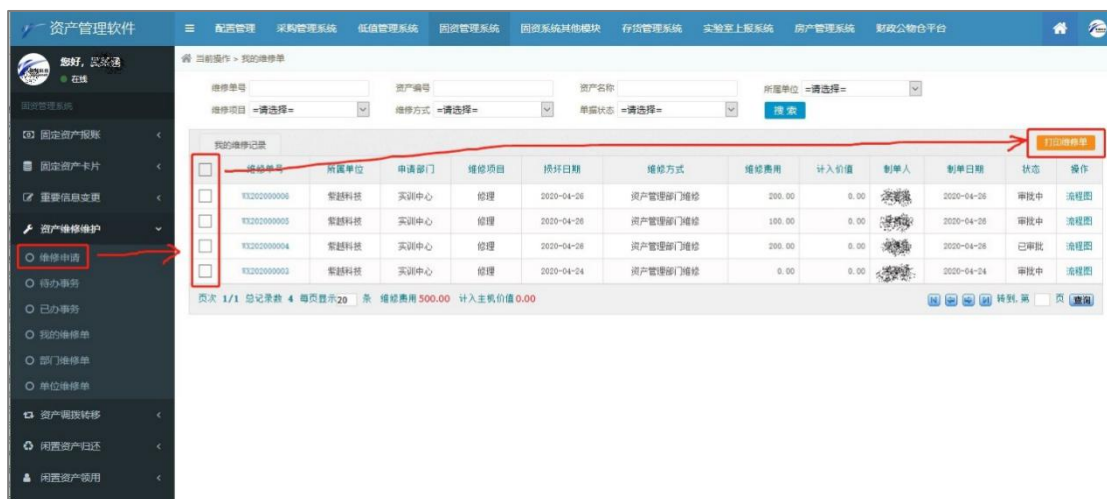 资产管理软件
配置管理 采购管理系统 低值管理系统 固资管理系统 固资系统其他模块 存货管理系统 实验室上报系统 房产管理系统 财政公物仓平台
您好,
在线
固资管理系统
固定资产报账
固定资产卡片
重要信息变更
资产维修维护
维修申请
待办事务
已办事务
我的维修单
部门维修单
单位维修单
资产调拨转移
闲置资产归还
闲置资产领用
当前操作 > 我的维修单
维修单号 资产编号 资产名称 所属单位 =请选择=
维修项目 =请选择= 维修方式 =请选择= 单据状态 =请选择= 搜索
我的维修记录 打印维修单
维修单号 所属单位 申请部门 维修项目 损坏日期 维修方式 维修费用 计入价值 制单人 制单日期 状态 操作
WX202000006 紫越科技 实训中心 修理 2020-04-26 资产管理部门维修 200.00 0.00 2020-04-26 审批中 流程图
WX202000005 紫越科技 实训中心 修理 2020-04-26 资产管理部门维修 100.00 0.00 2020-04-26 审批中 流程图
WX202000004 紫越科技 实训中心 修理 2020-04-26 资产管理部门维修 200.00 0.00 2020-04-26 已审批 流程图
紫越科技 实训中心 修理 2020-04-24 资产管理部门维修 0.00 0.00 2020-04-24 审批中 流程图
页次 1/1 总记录数 4 每页显示20 条 维修费用500.00 计入主机价值0.00 转到.第 页 查询